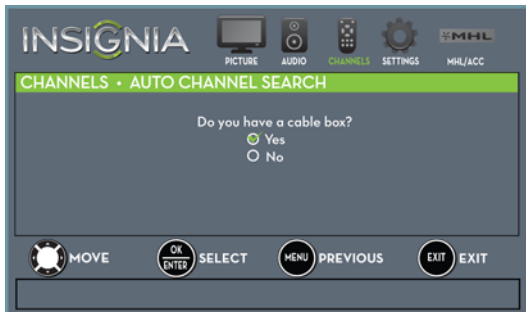 INSIGNIA
PICTURE AUDIO CHANNELS SETTINGS MHL MHL/ACC
CHANNELS • AUTO CHANNEL SEARCH
Do you have a cable box?
Yes
No
MOVE OK ENTER SELECT MENU PREVIOUS EXIT EXIT